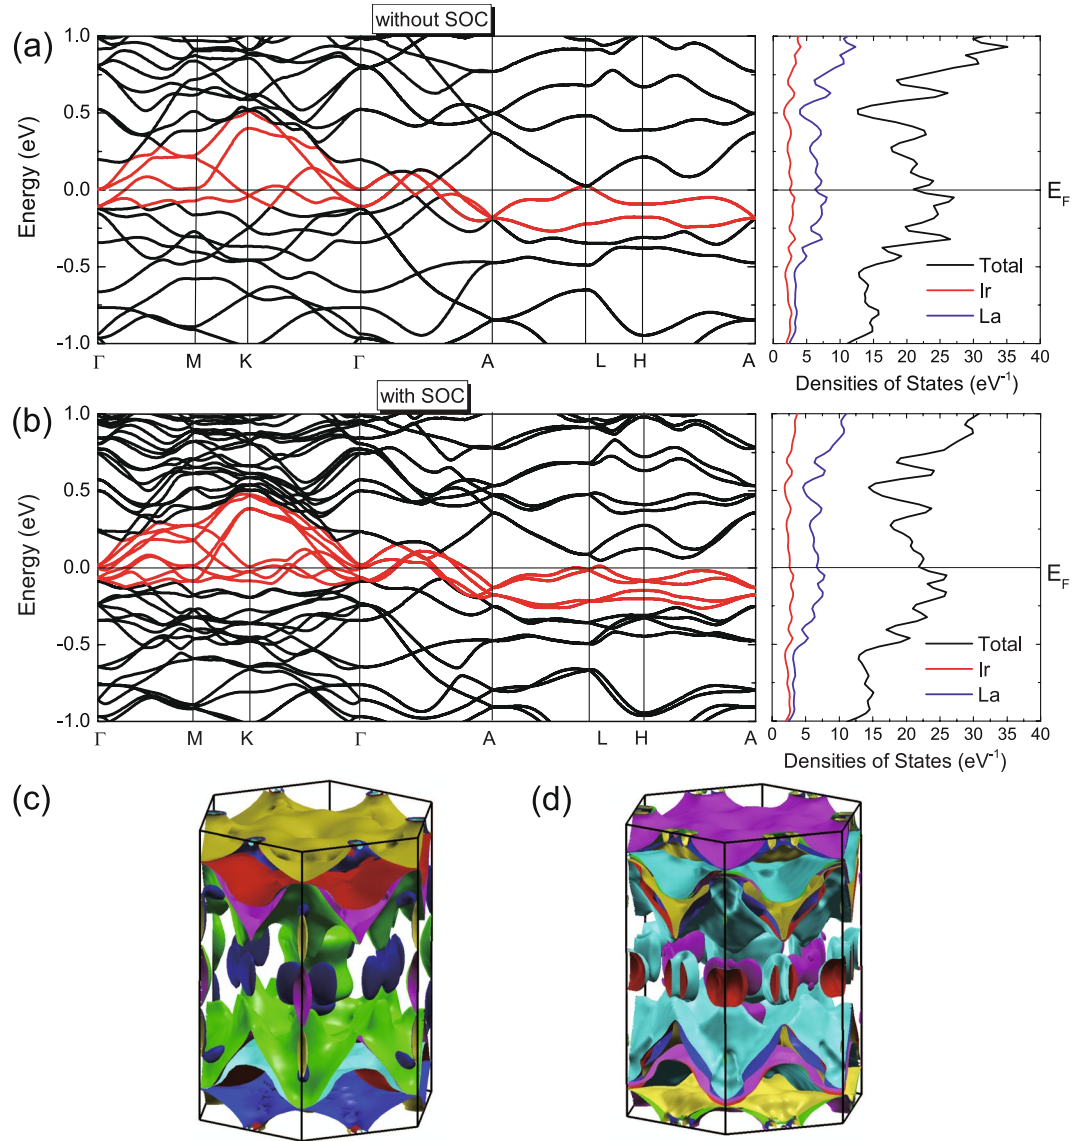 without SOC
(a)
Energy (eV)
1.0
0.5
0.0
-0.5
-1.0
Γ M K Γ A L H A
E_F
Total
Ir
La
0 5 10 15 20 25 30 35 40
Densities of States (eV⁻¹)
with SOC
(b)
Energy (eV)
1.0
0.5
0.0
-0.5
-1.0
Γ M K Γ A L H A
E_F
Total
Ir
La
0 5 10 15 20 25 30 35 40
Densities of States (eV⁻¹)
(c)
(d)